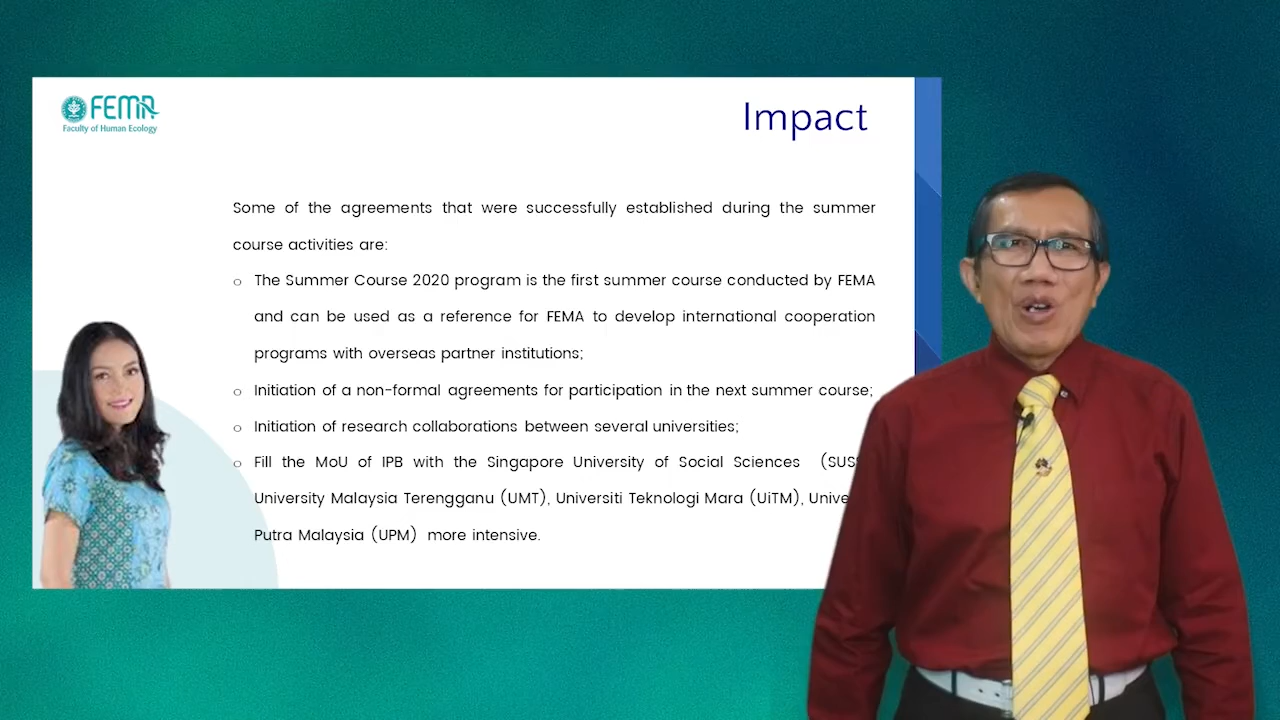 FEMA
Faculty of Human Ecology
Impact
Some of the agreements that were successfully established during the summer
course activities are:
o The Summer Course 2020 program is the first summer course conducted by FEMA
and can be used as a reference for FEMA to develop international cooperation
programs with overseas partner institutions;
o Initiation of a non-formal agreements for participation in the next summer course;
o Initiation of research collaborations between several universities;
o Fill the MoU of IPB with the Singapore University of Social Sciences
University Malaysia Terengganu (UMT), Universiti Teknologi Mara (UiTM),
Putra Malaysia (UPM) more intensive.